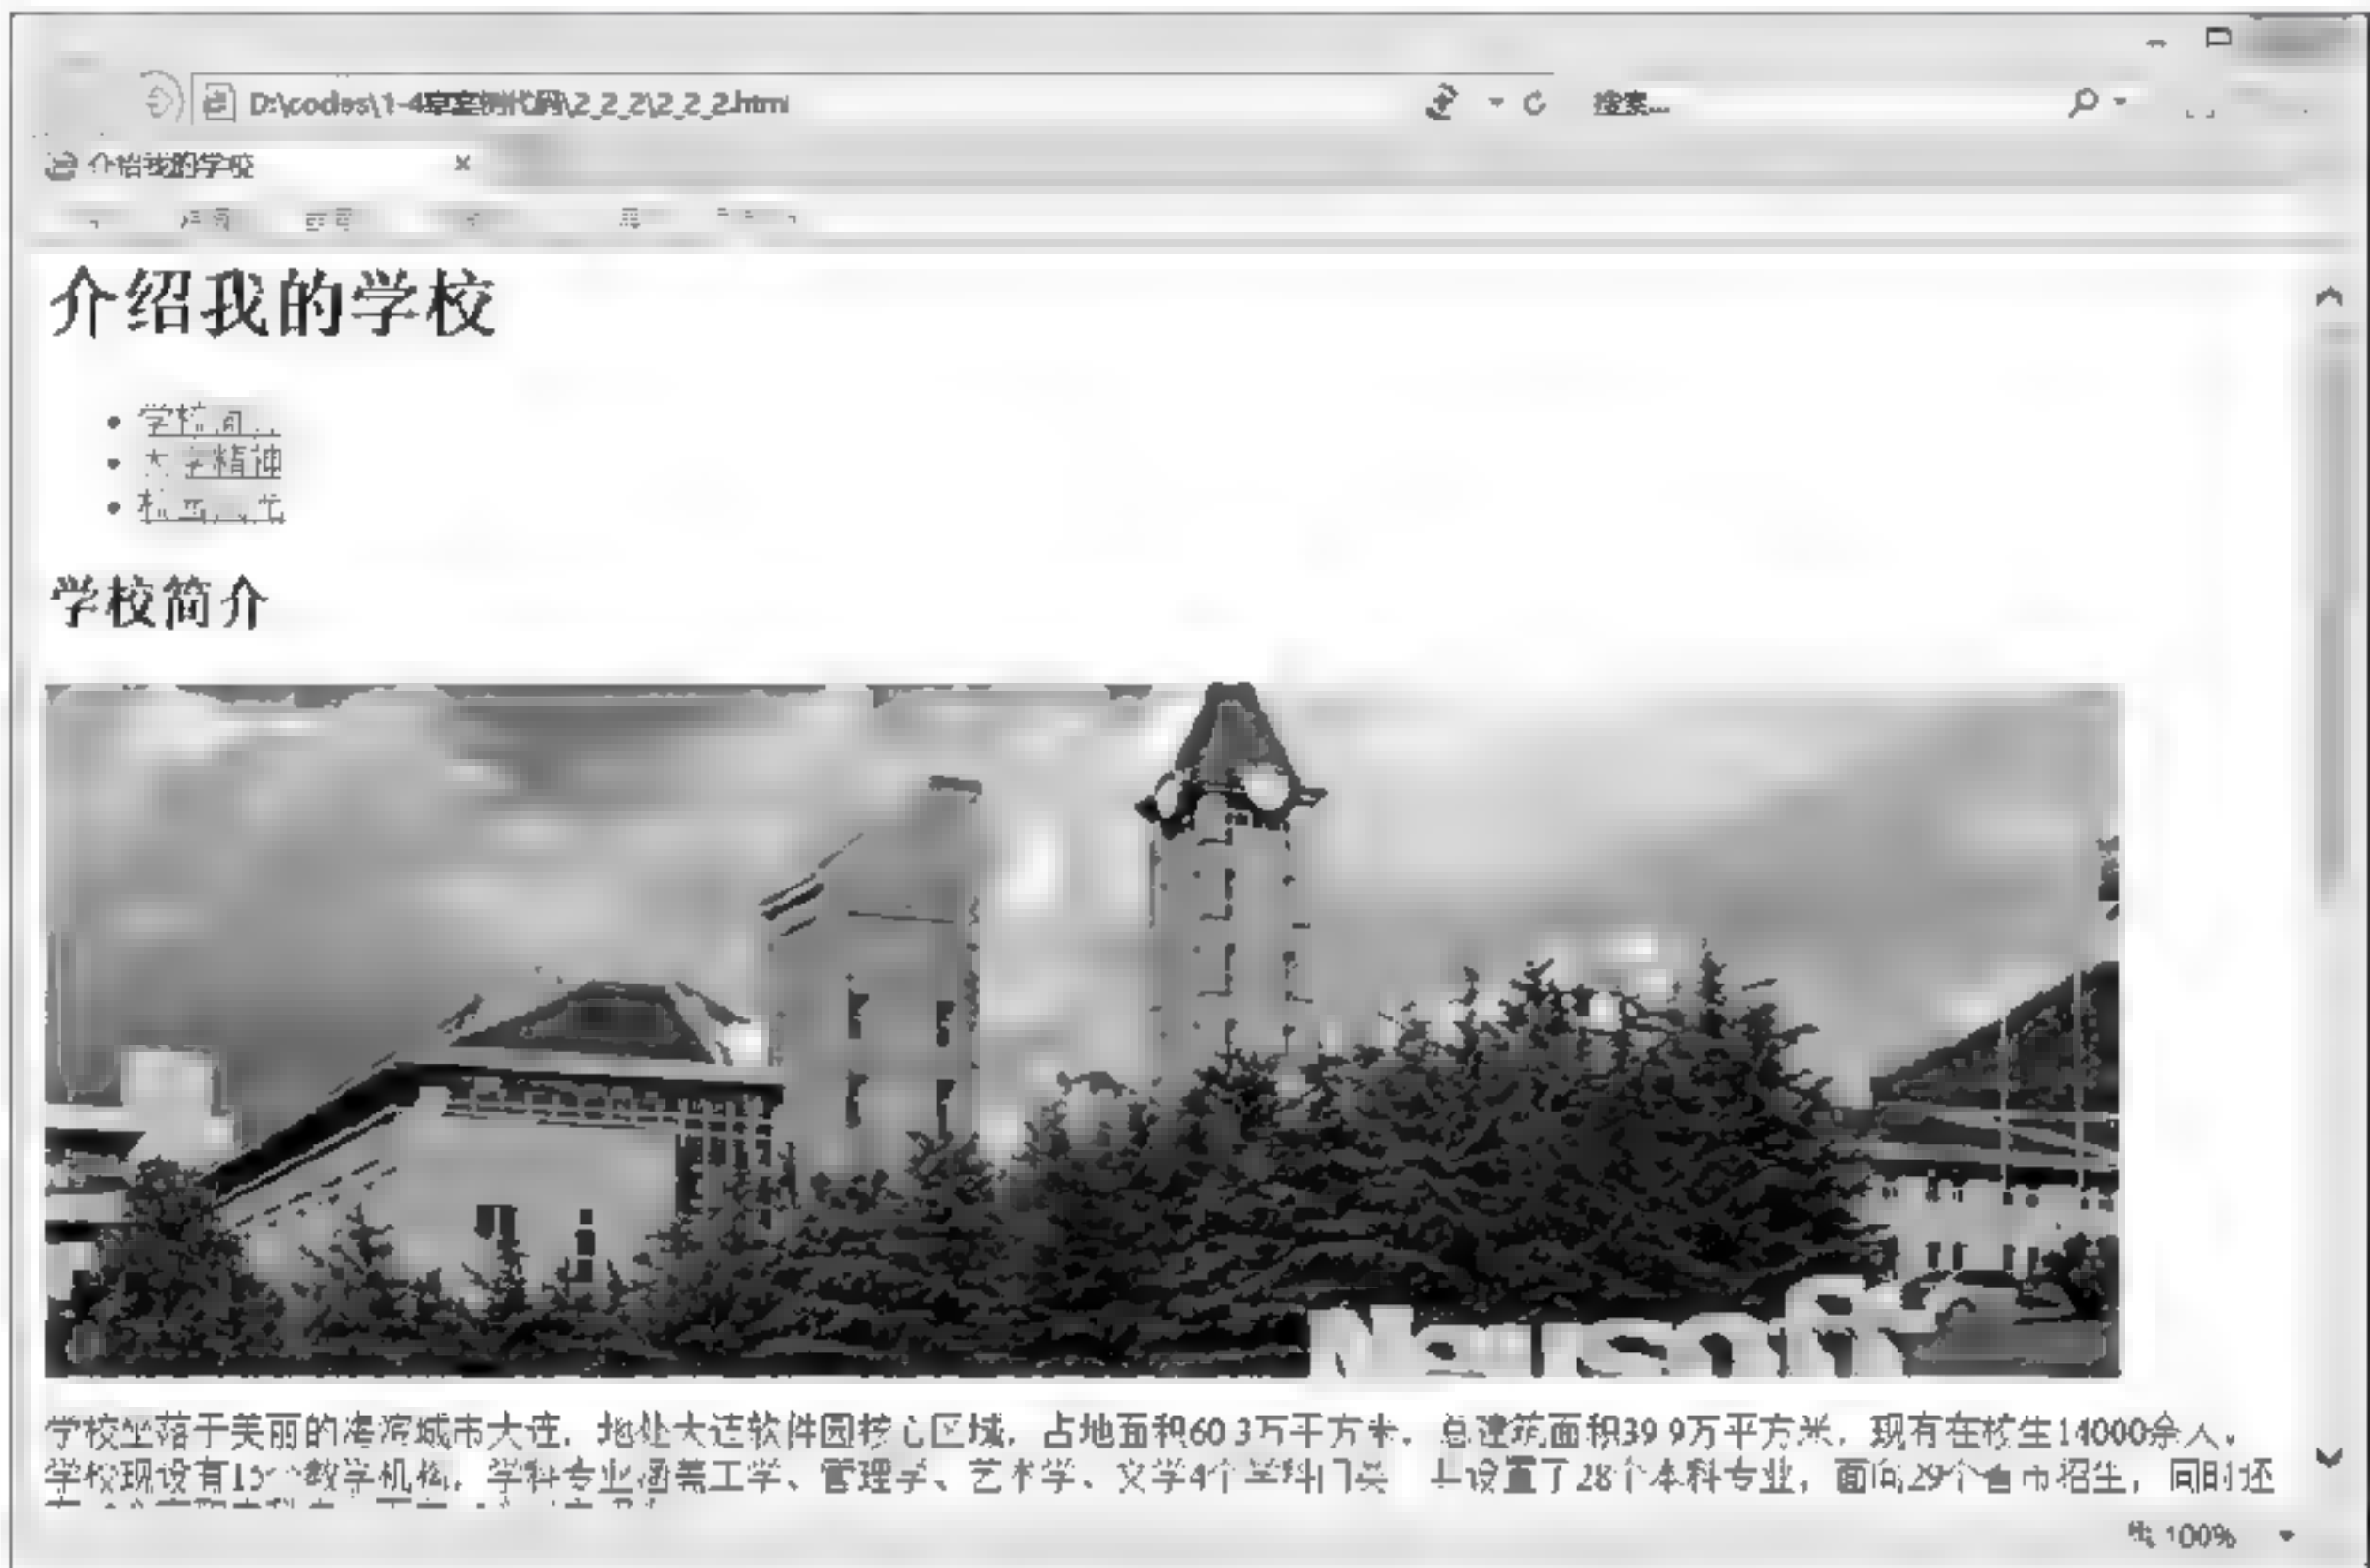 D:\codes\1-4章案例代码\2_2_2\2_2_2.html
搜索...
介绍我的学校
介绍我的学校
学校简
大学精神
学校简介
学校坐落于美丽的海滨城市大连，地处大连软件园核心区域，占地面积60.3万平方米，总建筑面积39.9万平方米，现有在校生14000余人。
学校现设有15个教学机构，学科专业涵盖工学、管理学、艺术学、文学4个学科门类，共设置了28个本科专业，面向29个省市招生，同时还
100%